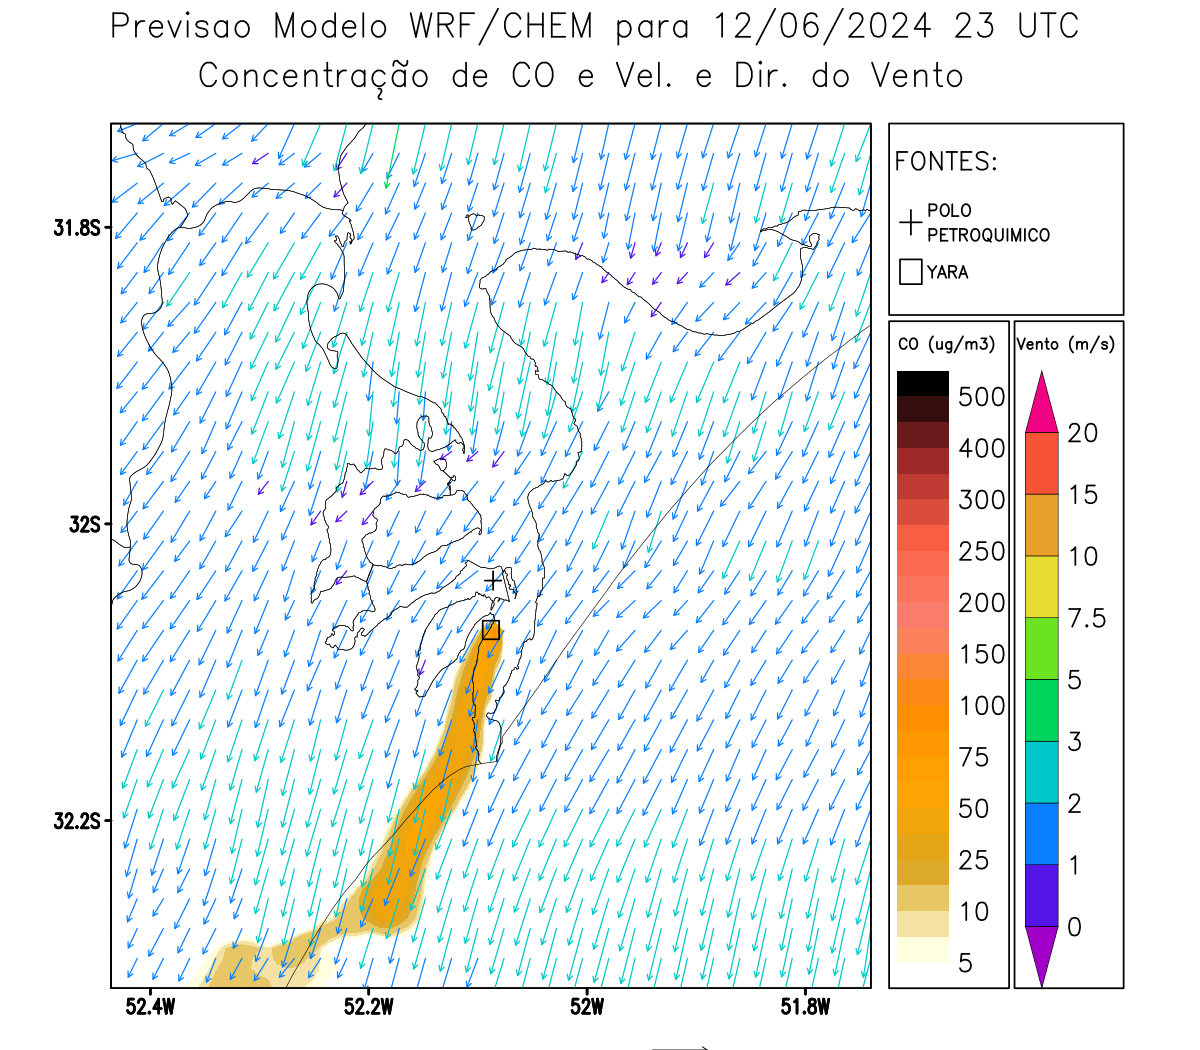 Previsao Modelo WRF/CHEM para 12/06/2024 23 UTC
Concentração de CO e Vel. e Dir. do Vento
FONTES:
POLO
PETROQUIMICO
YARA
CO (ug/m3)
500
400
300
250
200
150
100
75
50
25
10
5
Vento (m/s)
20
15
10
7.5
5
3
2
1
0
31.8S
32S
32.2S
52.4W
52.2W
52W
51.8W